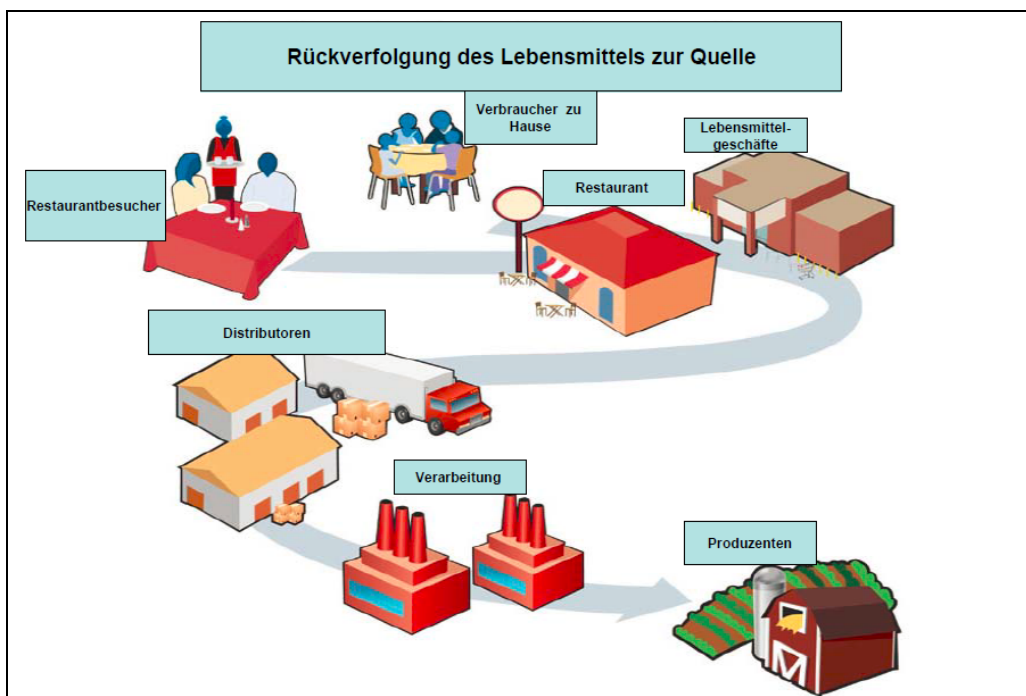 Rückverfolgung des Lebensmittels zur Quelle
Verbraucher zu
Hause
Lebensmittel-
geschäfte
Restaurant
Restaurantbesucher
Distributoren
Verarbeitung
Produzenten